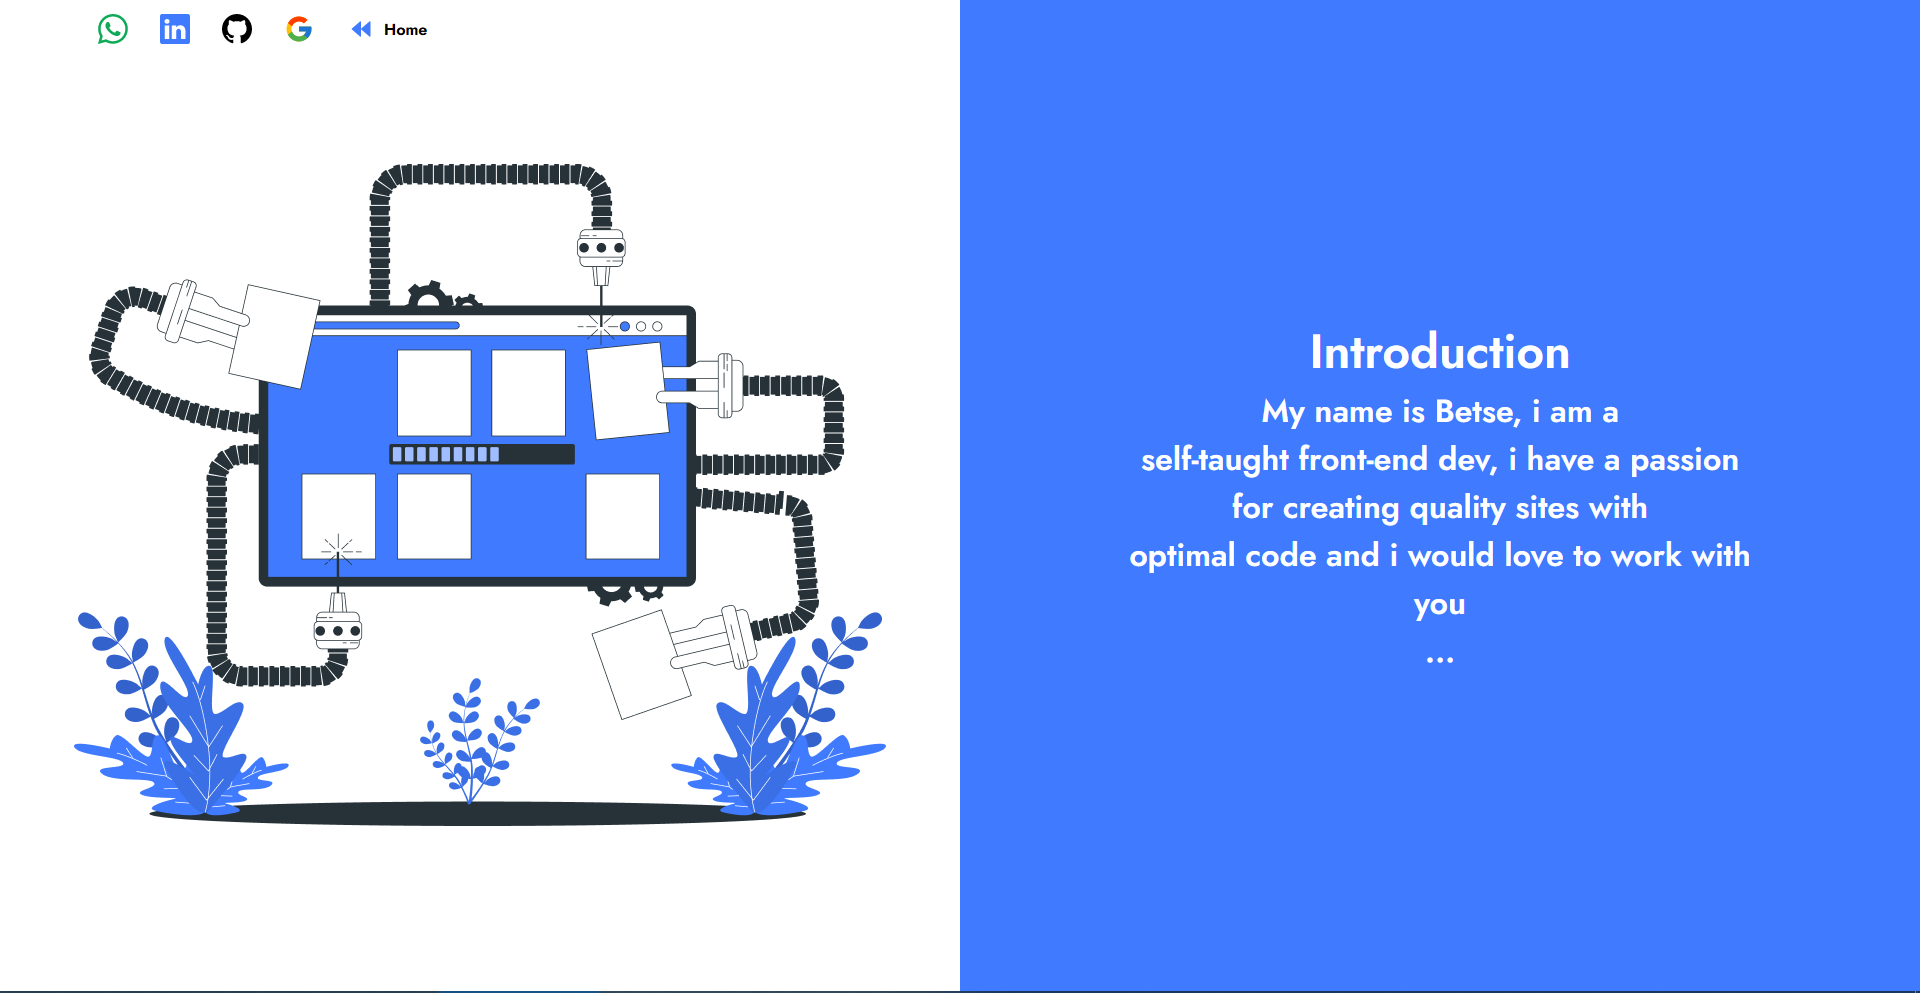 in
Home
Introduction
My name is Betse, i am a
self-taught front-end dev, i have a passion
for creating quality sites with
optimal code and i would love to work with
you
...